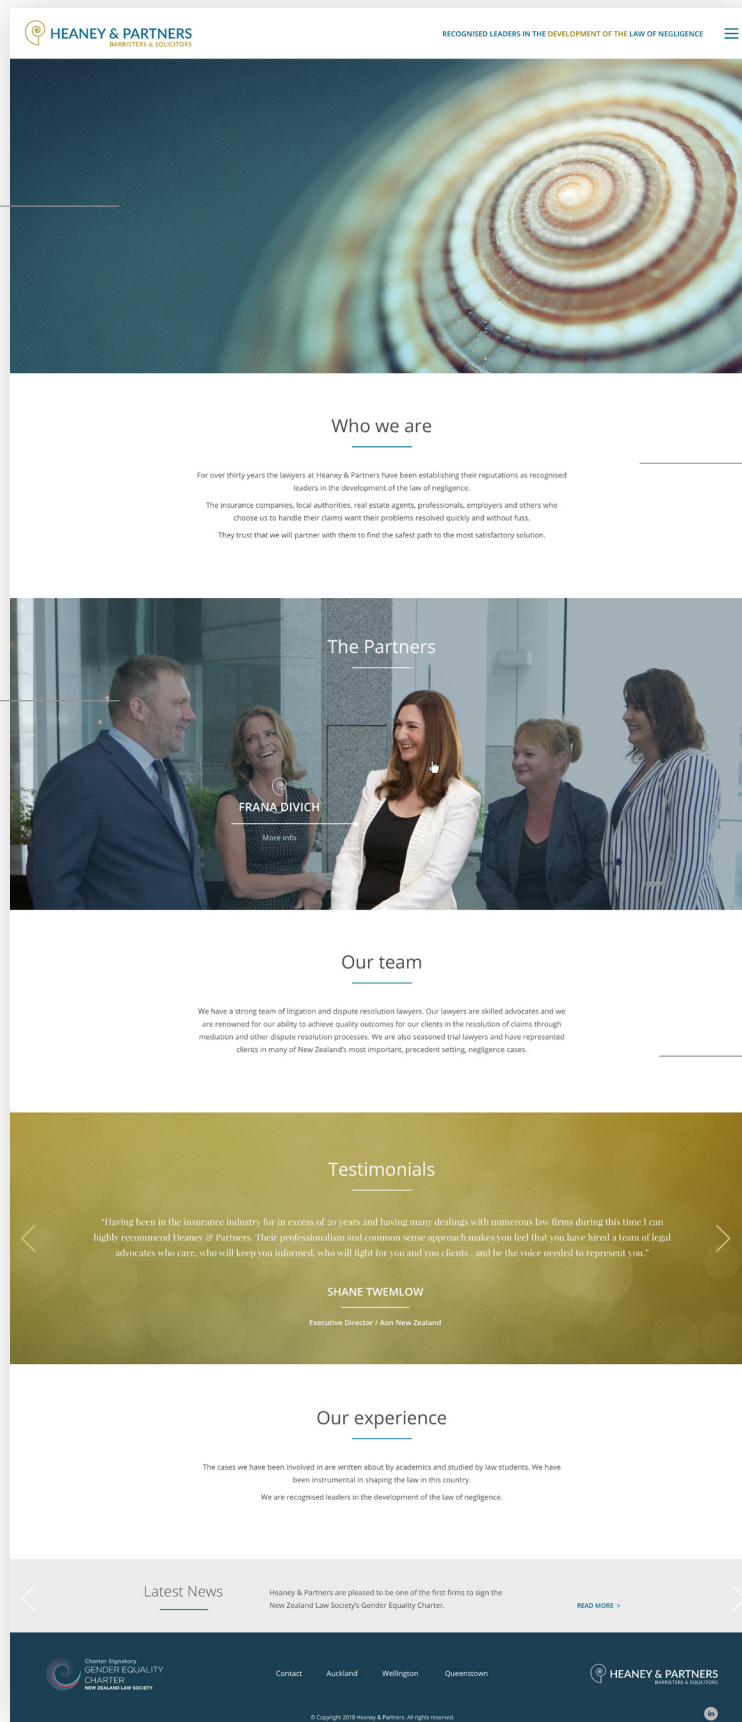 HEANEY & PARTNERS
BARRISTERS & SOLICITORS
RECOGNISED LEADERS IN THE DEVELOPMENT OF THE LAW OF NEGLIGENCE
Who we are
For over thirty years the lawyers at Heaney & Partners have been establishing their reputations as recognised
leaders in the development of the law of negligence.
The insurance companies, local authorities, real estate agents, professionals, employers and others who
choose us to handle their claims want their problems resolved quickly and without fuss.
They trust that we will partner with them to find the safest path to the most satisfactory solution.
The Partners
FRANA DIVICH
More info
Our team
We have a strong team of litigation and dispute resolution lawyers. Our lawyers are skilled advocates and we
are renowned for our ability to achieve quality outcomes for our clients in the resolution of claims through
mediation and other dispute resolution processes. We are also seasoned trial lawyers and have represented
clients in many of New Zealand's most important, precedent setting, negligence cases.
Testimonials
“Having been in the insurance industry for in excess of 20 years and having many dealings with numerous law firms during this time I can
highly recommend Heaney & Partners. Their professionalism and common sense approach makes you feel that you have hired a team of legal
advocates who care, who will keep you informed, who will fight for you and you clients , and be the voice needed to represent you.”
SHANE TWEMLOW
Executive Director / Aon New Zealand
Our experience
The cases we have been involved in are written about by academics and studied by law students. We have
been instrumental in shaping the law in this country.
We are recognised leaders in the development of the law of negligence.
Latest News
Heaney & Partners are pleased to be one of the first firms to sign the
New Zealand Law Society's Gender Equality Charter.
READ MORE >
Charter Signatory
GENDER EQUALITY
CHARTER
NEW ZEALAND LAW SOCIETY
Contact Auckland Wellington Queenstown
HEANEY & PARTNERS
BARRISTERS & SOLICITORS
© Copyright 2018 Heaney & Partners. All rights reserved.
in